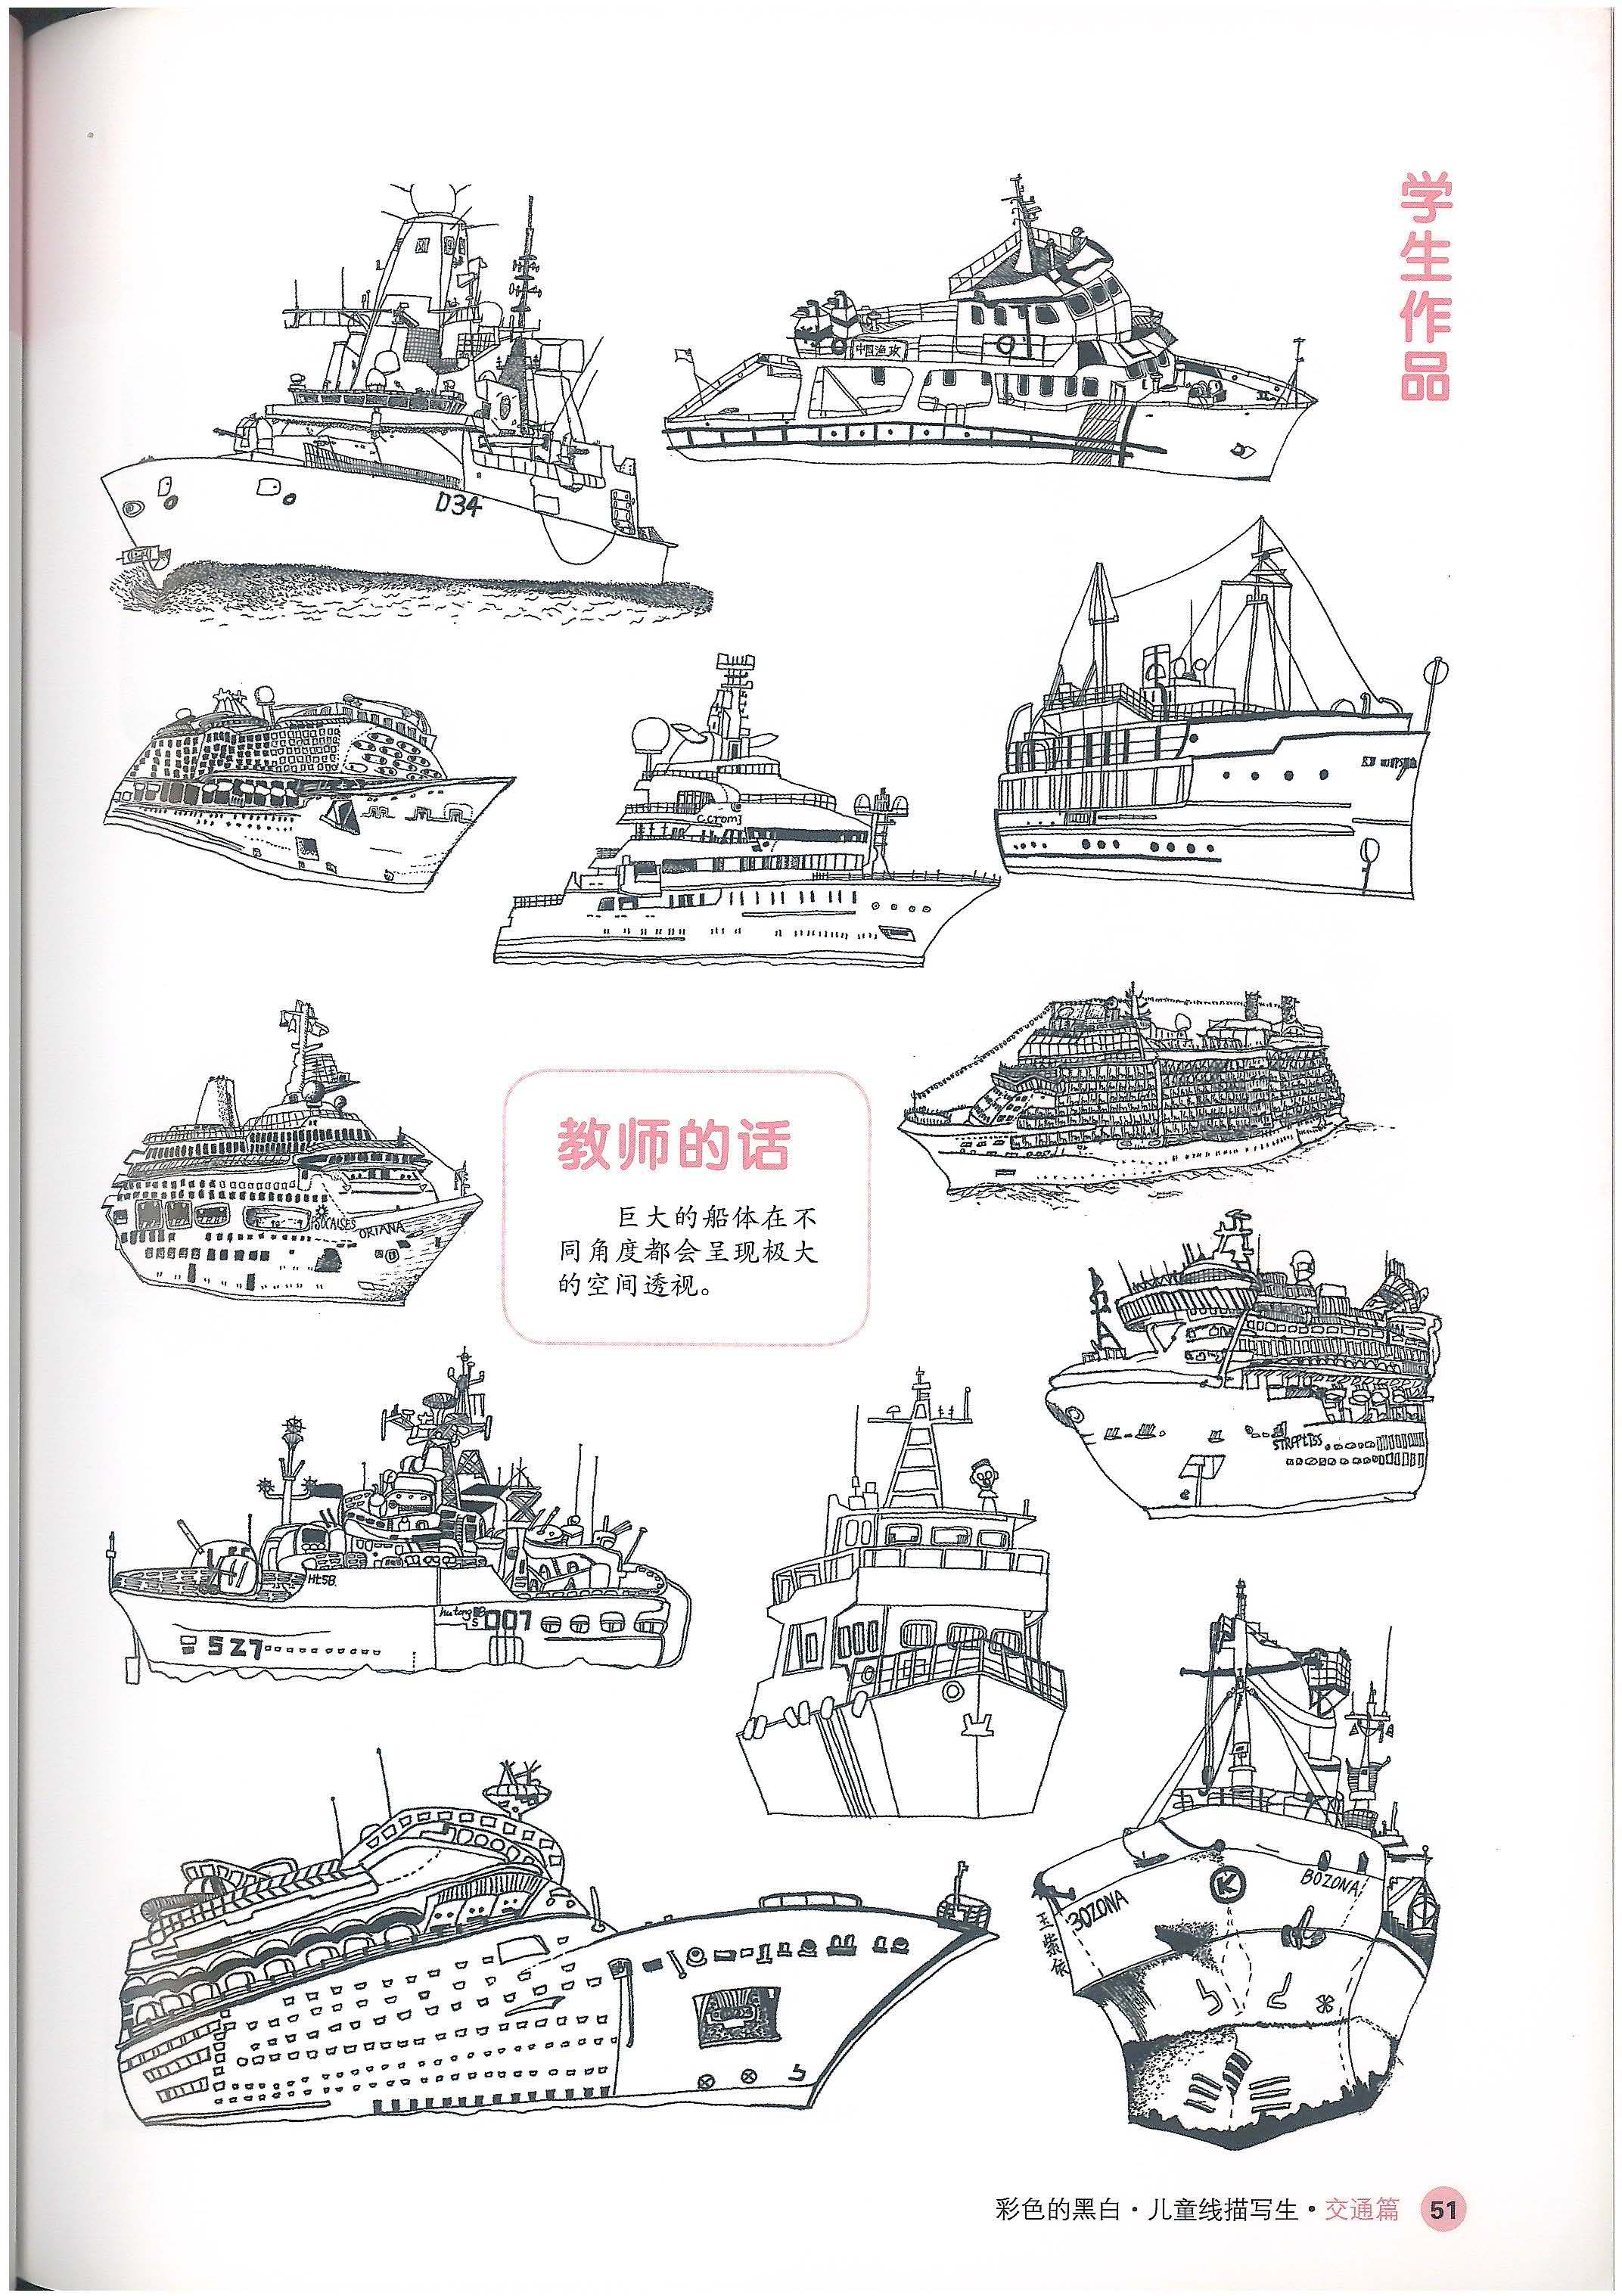 学生作品
D34
中国渔政
C.crom]
教师的话
巨大的船体在不
同角度都会呈现极大
的空间透视。
ORIANA
HLSB.
hutong
S
007
527
BOZONA
BOZONA
K
王紫依
彩色的黑白·儿童线描写生·交通篇 51